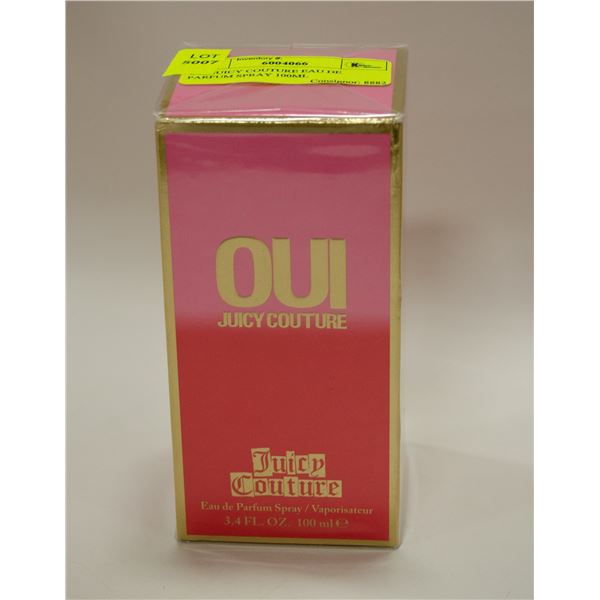 LOT
5007
Inventory #:
6004066
JUICY COUTURE EAU DE
PARFUM SPRAY 100ML
Consignor: 8882
OUI
JUICY COUTURE
Juicy
Couture
Eau de Parfum Spray / Vaporisateur
3.4 FL. OZ. 100 ml ℮